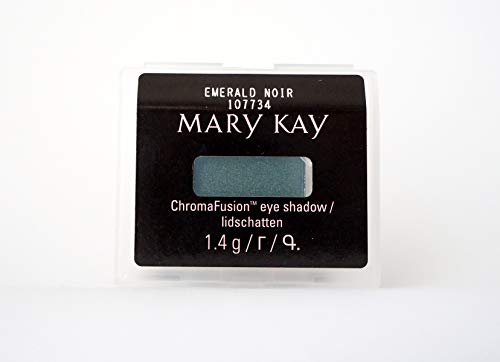 EMERALD NOIR
107734
MARY KAY
ChromaFusion™ eye shadow /
lidschatten
1.4 g / Г / Գ.